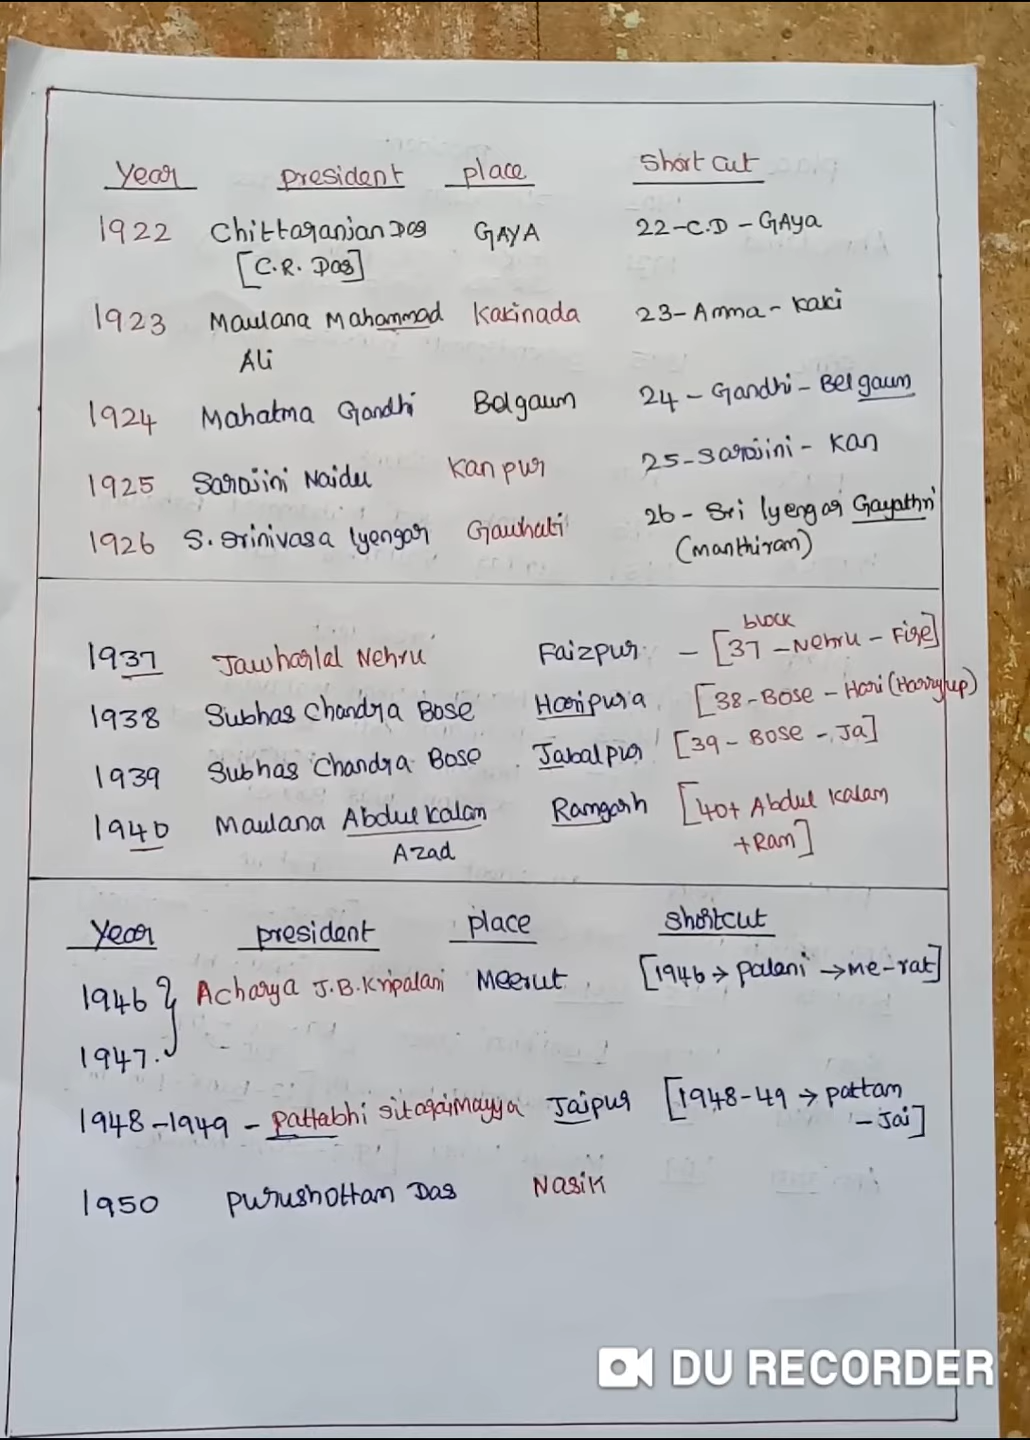 Year president place Short cut
1922 Chittaranjan Das GAYA 22-C.D - GAya
[C.R. Das]
1923 Maulana Mahammad Kakinada 23-Amma - kaki
Ali
1924 Mahatma Gandhi Belgaum 24 - Gandhi - Belgaum
1925 Sarojini Naidu Kanpur 25-Sarojini - Kan
1926 S. Srinivasa Iyengar Gauhati 26 - Sri Iyengar Gayathri
(manthiram)
block
1937 Jawharlal Nehru Faizpur - [37 - Nehru - Fire]
1938 Subhas Chandra Bose Haripura [38-Bose - Hari (Harryup)
1939 Subhas Chandra Bose Jabalpur [39 - Bose - Ja]
1940 Maulana Abdul kalam Ramgarh [40+ Abdul Kalam
Azad +Ram]
Year president place Shortcut
1946 } Acharya J.B. Kripalani Meerut [1946 → palani → Me-rat]
1947.
1948 -1949 - Pattabhi sitaraimayya Jaipur [1948-49 → pattam
- Jai]
1950 Purushottam Das Nasik
DU RECORDER